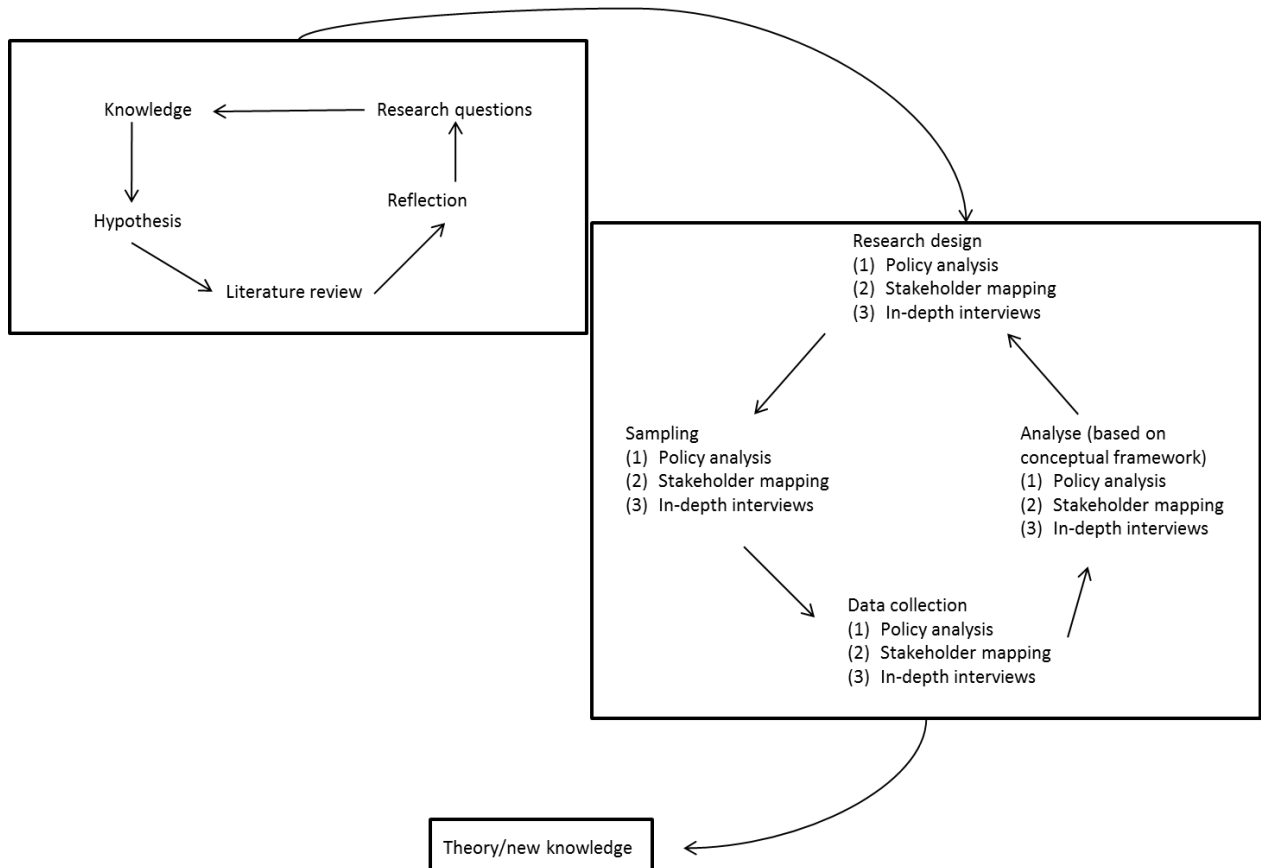 Knowledge
Research questions
Reflection
Hypothesis
Literature review
Research design
(1) Policy analysis
(2) Stakeholder mapping
(3) In-depth interviews
Sampling
(1) Policy analysis
(2) Stakeholder mapping
(3) In-depth interviews
Analyse (based on
conceptual framework)
(1) Policy analysis
(2) Stakeholder mapping
(3) In-depth interviews
Data collection
(1) Policy analysis
(2) Stakeholder mapping
(3) In-depth interviews
Theory/new knowledge